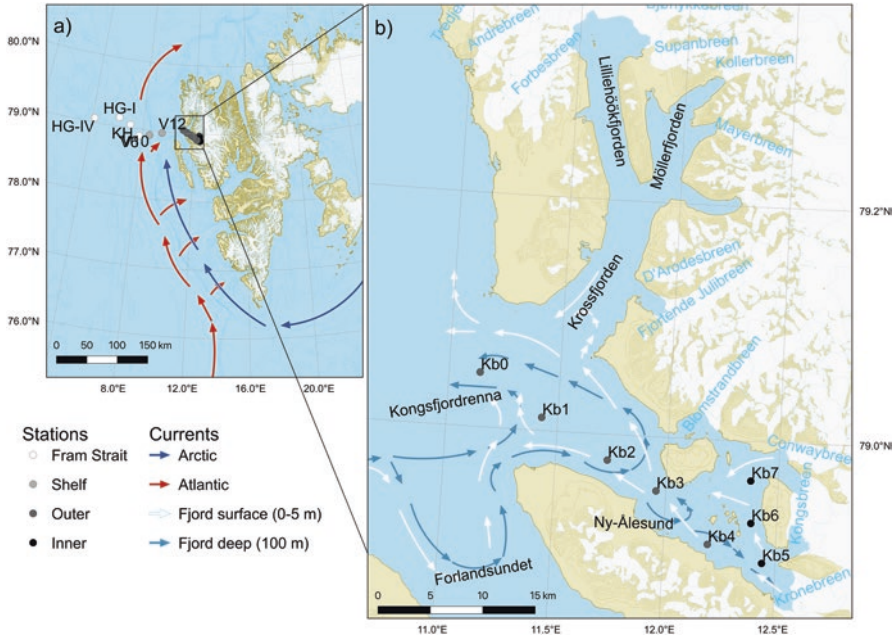 a)
80.0°N
79.0°N
78.0°N
77.0°N
76.0°N
HG-I
HG-IV
KH
V10
V12
0 50 100 150 km
8.0°E 12.0°E 16.0°E 20.0°E
Stations
Fram Strait
Shelf
Outer
Inner
Currents
Arctic
Atlantic
Fjord surface (0-5 m)
Fjord deep (100 m)
b)
Andrebreen
Forbesbreen
Lilliehöökfjorden
Supanbreen
Kollerbreen
Möllerfjorden
Mayerbreen
79.2°N
D'Arodesbreen
Fjortende Julibreen
Krossfjorden
Kb0
Kongsfjordrenna
Kb1
Blomstrandbreen
79.0°N
Kb2
Conwaybreen
Kb3
Kb7
Kongsbreen
Ny-Ålesund
Kb6
Kb4
Kb5
Forlandsundet
Kronebreen
0 5 10 15 km
11.0°E 11.5°E 12.0°E 12.5°E